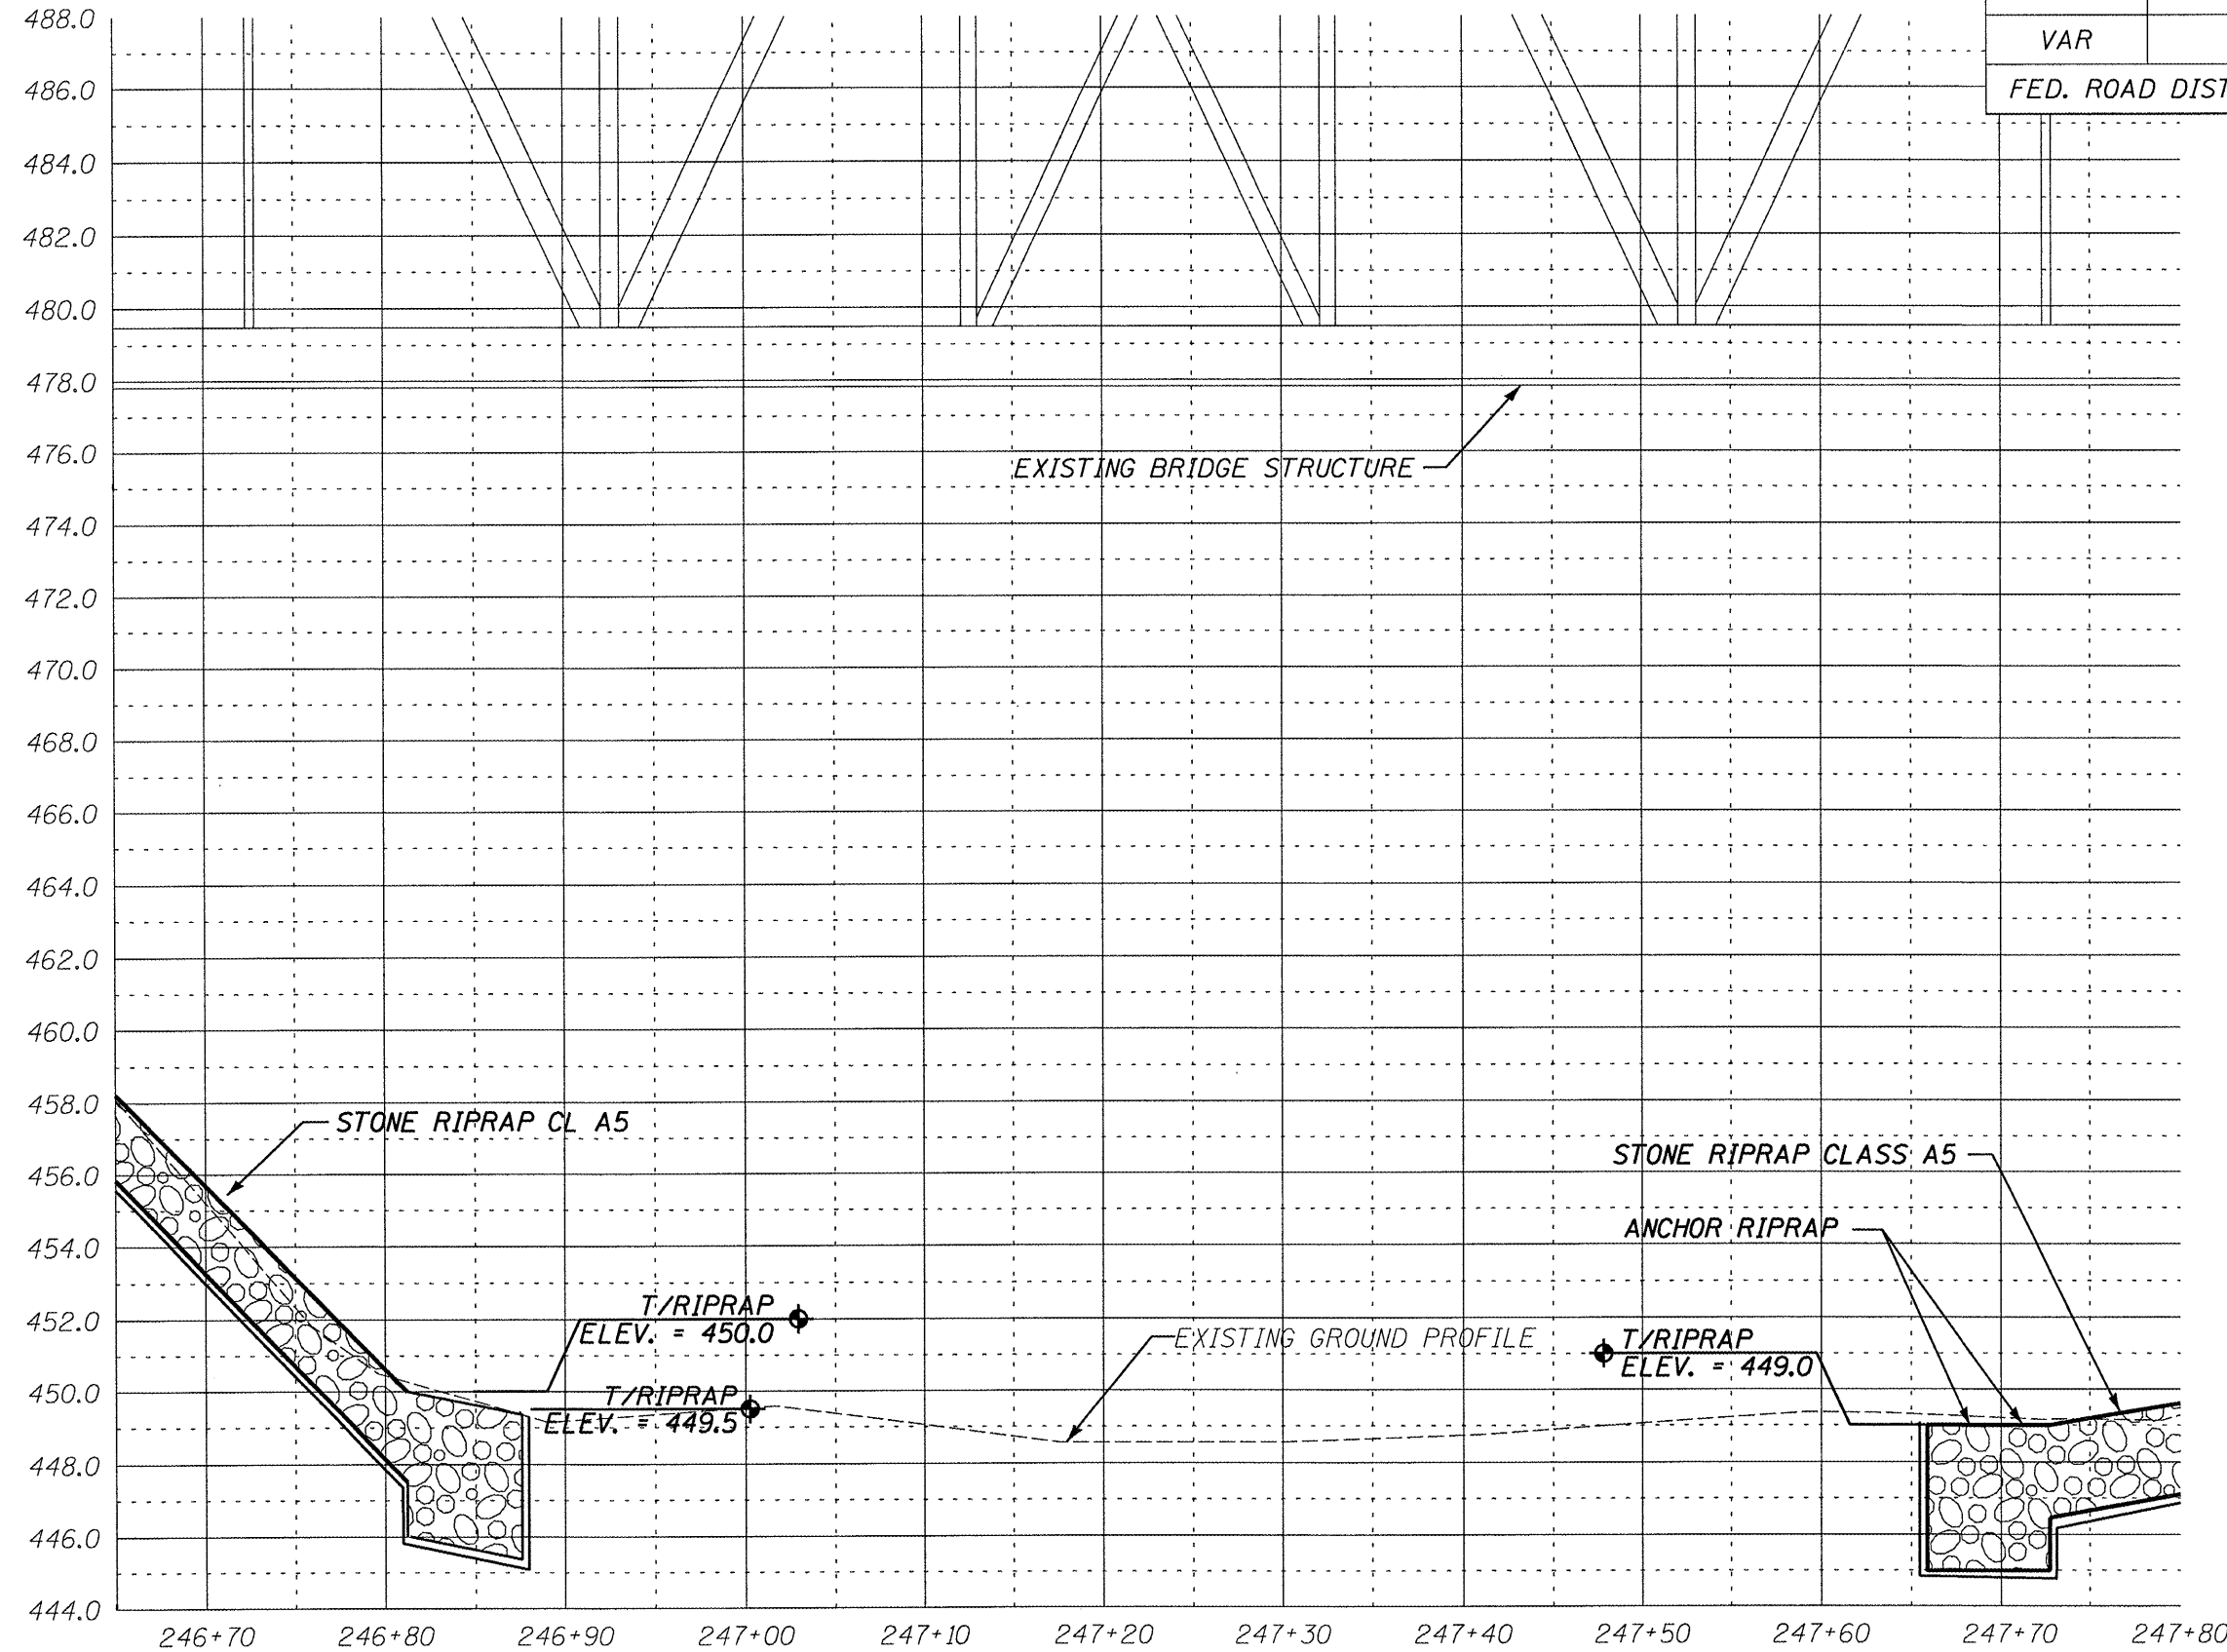 488.0
VAR
486.0
FED. ROAD DIST
484.0
482.0
480.0
478.0
476.0
EXISTING BRIDGE STRUCTURE
474.0
472.0
470.0
468.0
466.0
464.0
462.0
460.0
458.0
STONE RIPRAP CL A5
456.0
STONE RIPRAP CLASS A5
ANCHOR RIPRAP
454.0
452.0
T/RIPRAP
ELEV. = 450.0
EXISTING GROUND PROFILE
T/RIPRAP
ELEV. = 449.0
450.0
T/RIPRAP
ELEV. = 449.5
448.0
446.0
444.0
246+70 246+80 246+90 247+00 247+10 247+20 247+30 247+40 247+50 247+60 247+70 247+80